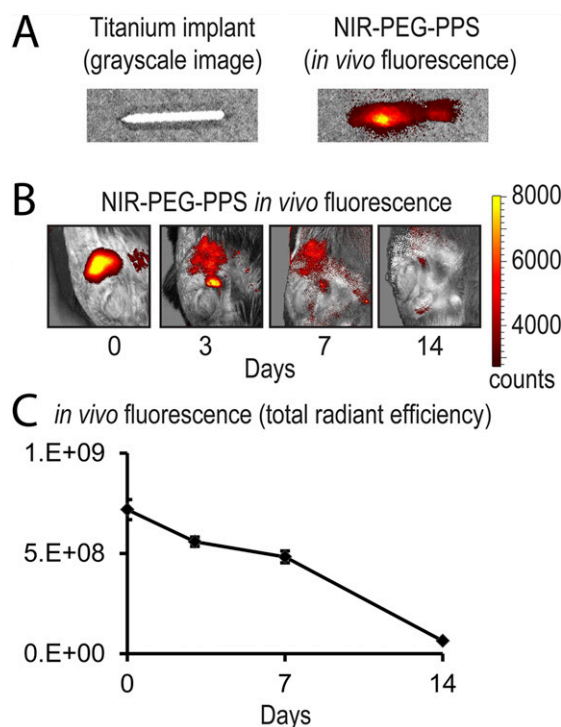 A
Titanium implant
(grayscale image)
NIR-PEG-PPS
(in vivo fluorescence)
B
NIR-PEG-PPS in vivo fluorescence
8000
6000
4000
counts
0
3
7
14
Days
C
in vivo fluorescence (total radiant efficiency)
1.E+09
5.E+08
0.E+00
0
7
14
Days